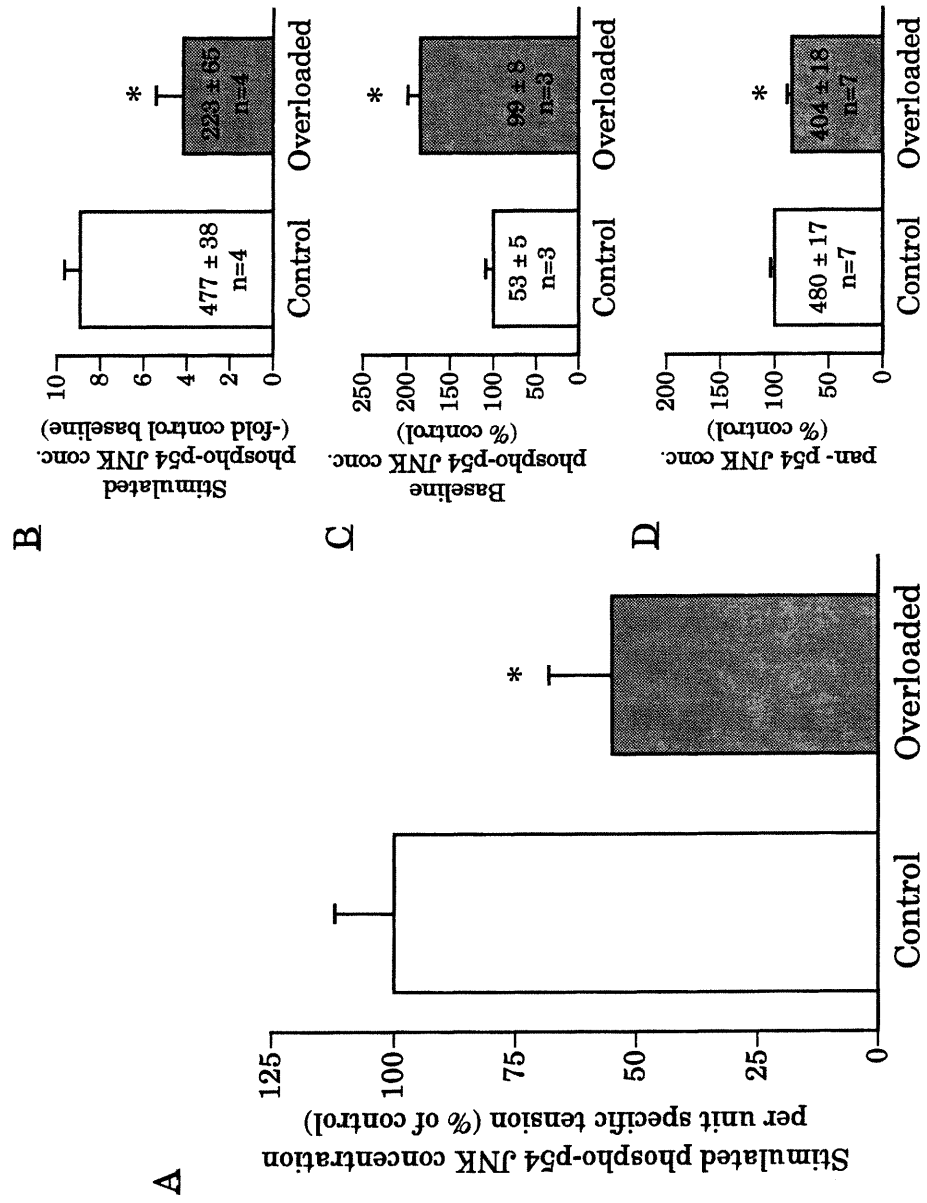 A
Stimulated phospho-p54 JNK concentration
per unit specific tension (% of control)
125
100
75
50
25
0
*
Control
Overloaded
B
Stimulated
phospho-p54 JNK conc.
(-fold control baseline)
10
8
6
4
2
0
477 ± 38
n=4
*
223 ± 65
n=4
Control
Overloaded
C
Baseline
phospho-p54 JNK conc.
(% control)
250
200
150
100
50
0
53 ± 5
n=3
*
99 ± 8
n=3
Control
Overloaded
D
pan - p54 JNK conc.
(% control)
200
150
100
50
0
480 ± 17
n=7
*
404 ± 18
n=7
Control
Overloaded